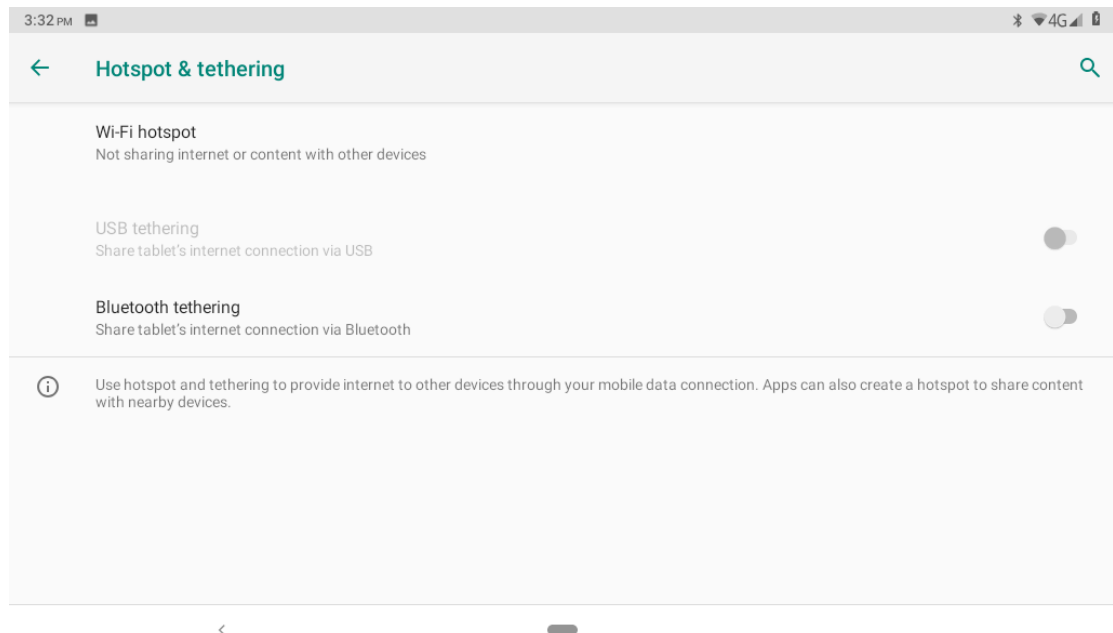 3:32 PM
4G
Hotspot & tethering
Wi-Fi hotspot
Not sharing internet or content with other devices
USB tethering
Share tablet's internet connection via USB
Bluetooth tethering
Share tablet's internet connection via Bluetooth
Use hotspot and tethering to provide internet to other devices through your mobile data connection. Apps can also create a hotspot to share content
with nearby devices.